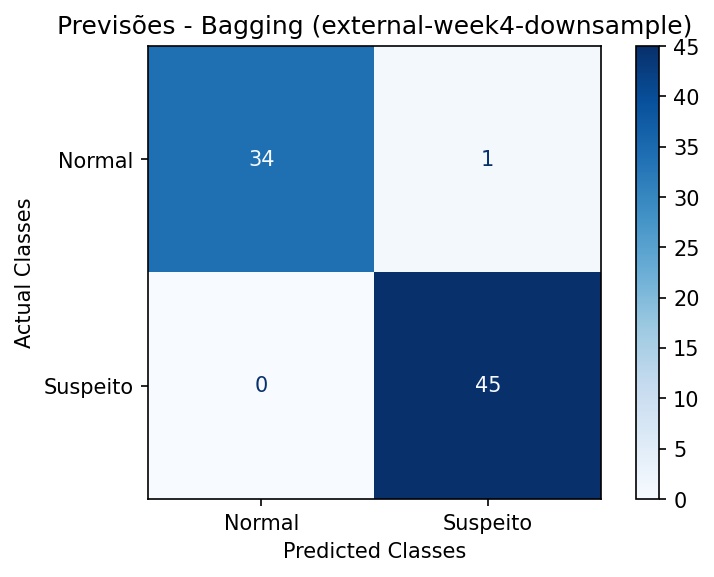 Previsões - Bagging (external-week4-downsample)
Actual Classes
Normal
Suspeito
34
1
0
45
Normal
Suspeito
Predicted Classes
45
40
35
30
25
20
15
10
5
0